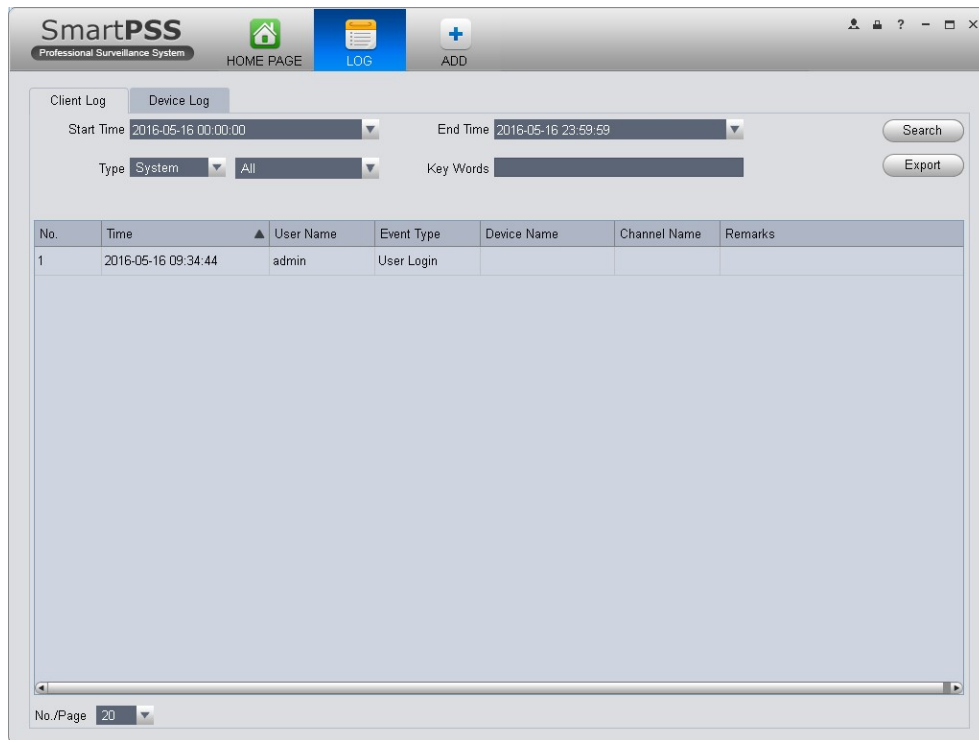 SmartPSS
Professional Surveillance System
HOME PAGE
LOG
ADD
?
Client Log
Device Log
Start Time 2016-05-16 00:00:00
End Time 2016-05-16 23:59:59
Search
Type System All
Key Words
Export
No. Time User Name Event Type Device Name Channel Name Remarks
1 2016-05-16 09:34:44 admin User Login
No./Page 20